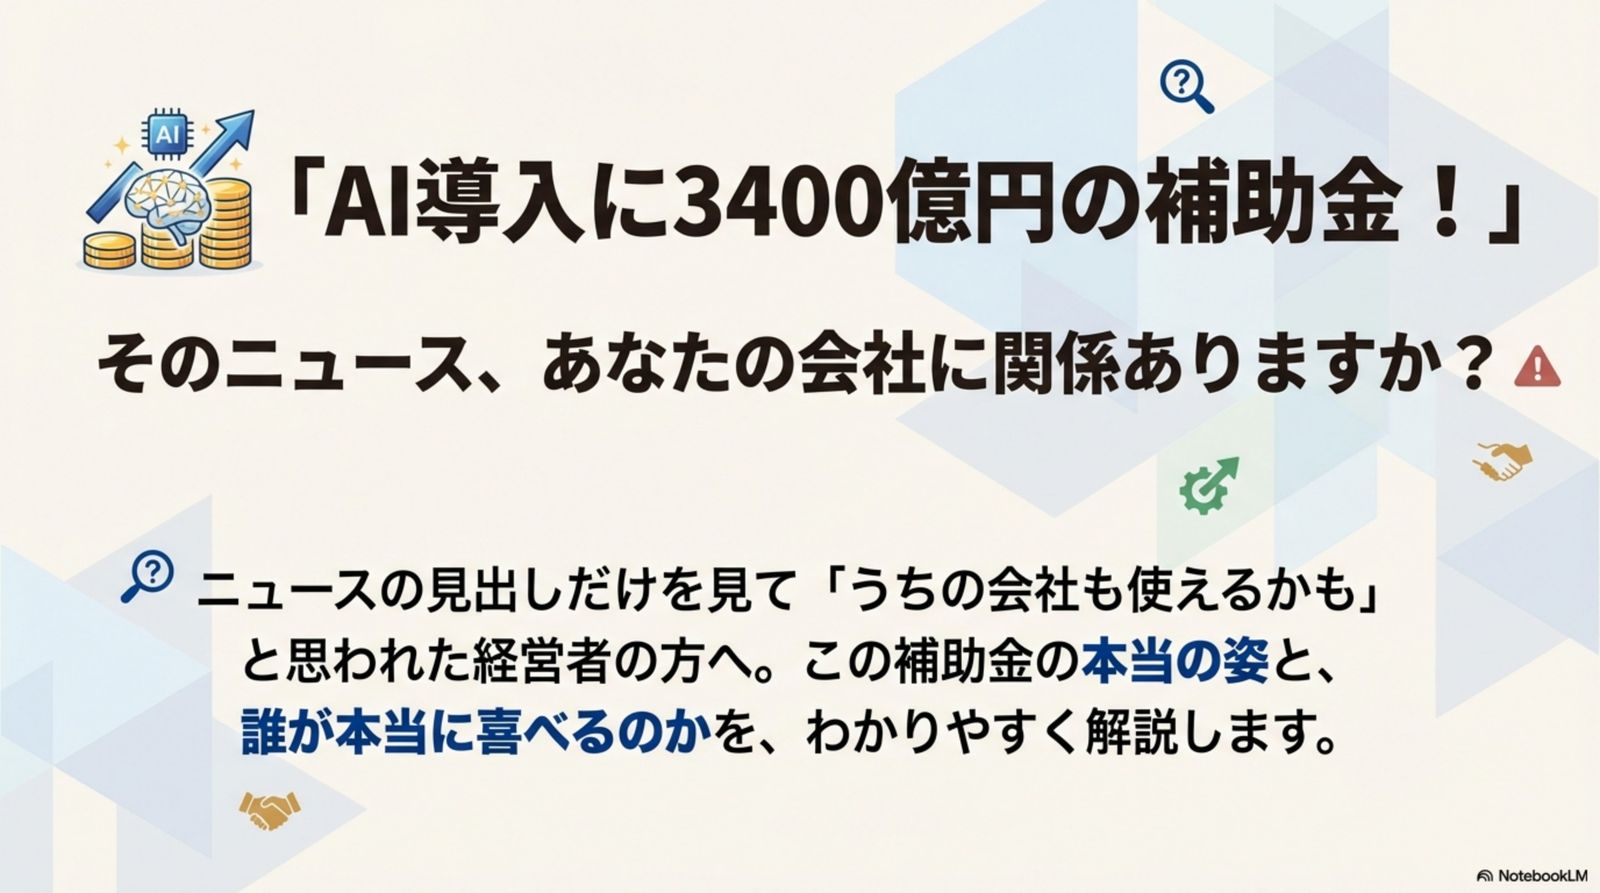 AI
「AI導入に3400億円の補助金！」
そのニュース、あなたの会社に関係ありますか？
ニュースの見出しだけを見て「うちの会社も使えるかも」
と思われた経営者の方へ。この補助金の本当の姿と、
誰が本当に喜べるのかを、わかりやすく解説します。
NotebookLM